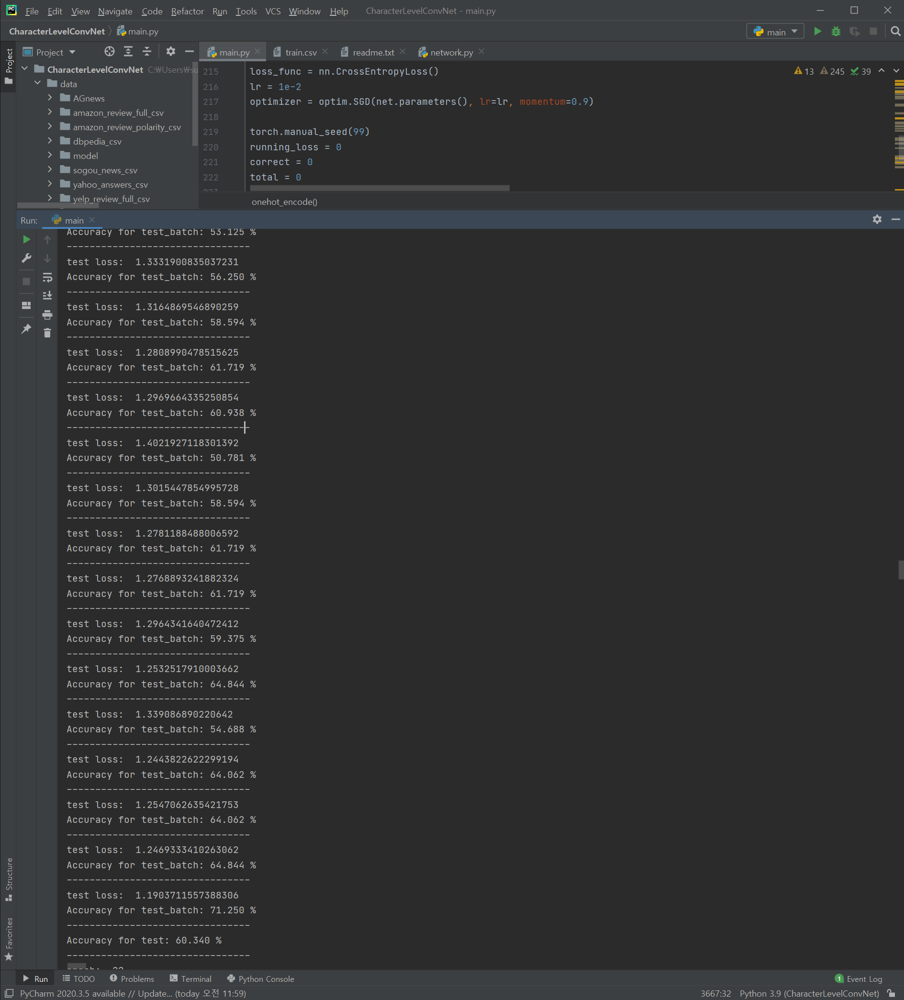 File Edit View Navigate Code Refactor Run Tools VCS Window Help CharacterLevelConvNet - main.py
CharacterLevelConvNet main.py main
Project
Project
main.py train.csv readme.txt network.py
CharacterLevelConvNet C:₩Users₩su
data
AGnews
amazon_review_full_csv
amazon_review_polarity_csv
dbpedia_csv
model
sogou_news_csv
yahoo_answers_csv
yelp_review_full_csv
13 245 39
215 loss_func = nn.CrossEntropyLoss()
216 lr = 1e-2
217 optimizer = optim.SGD(net.parameters(), lr=lr, momentum=0.9)
218
219 torch.manual_seed(99)
220 running_loss = 0
221 correct = 0
222 total = 0
223
onehot_encode()
Run: main
Accuracy for test_batch: 53.125 %
--------------------------------
test loss:  1.3331900835037231
Accuracy for test_batch: 56.250 %
--------------------------------
test loss:  1.3164869546890259
Accuracy for test_batch: 58.594 %
--------------------------------
test loss:  1.2808990478515625
Accuracy for test_batch: 61.719 %
--------------------------------
test loss:  1.2969664335250854
Accuracy for test_batch: 60.938 %
--------------------------------
test loss:  1.4021927118301392
Accuracy for test_batch: 50.781 %
--------------------------------
test loss:  1.3015447854995728
Accuracy for test_batch: 58.594 %
--------------------------------
test loss:  1.2781188488006592
Accuracy for test_batch: 61.719 %
--------------------------------
test loss:  1.2768893241882324
Accuracy for test_batch: 61.719 %
--------------------------------
test loss:  1.2964341640472412
Accuracy for test_batch: 59.375 %
--------------------------------
test loss:  1.2532517910003662
Accuracy for test_batch: 64.844 %
--------------------------------
test loss:  1.339086890220642
Accuracy for test_batch: 54.688 %
--------------------------------
test loss:  1.2443822622299194
Accuracy for test_batch: 64.062 %
--------------------------------
test loss:  1.2547062635421753
Accuracy for test_batch: 64.062 %
--------------------------------
test loss:  1.2469333410263062
Accuracy for test_batch: 64.844 %
--------------------------------
test loss:  1.1903711557388306
Accuracy for test_batch: 71.250 %
--------------------------------
Accuracy for test: 60.340 %
--------------------------------
Structure
Favorites
Run TODO Problems Terminal Python Console 1 Event Log
PyCharm 2020.3.5 available // Update... (today 오전 11:59) 3667:32 Python 3.9 (CharacterLevelConvNet)